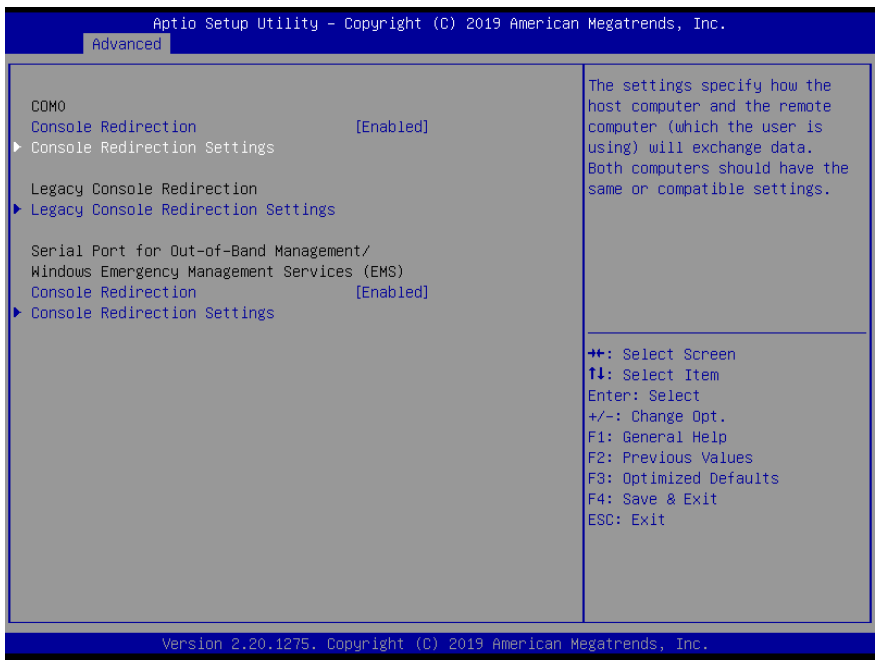 Aptio Setup Utility – Copyright (C) 2019 American Megatrends, Inc.
Advanced
COM0
Console Redirection [Enabled]
▶ Console Redirection Settings
Legacy Console Redirection
▶ Legacy Console Redirection Settings
Serial Port for Out-of-Band Management/
Windows Emergency Management Services (EMS)
Console Redirection [Enabled]
▶ Console Redirection Settings
The settings specify how the
host computer and the remote
computer (which the user is
using) will exchange data.
Both computers should have the
same or compatible settings.
→←: Select Screen
↑↓: Select Item
Enter: Select
+/-: Change Opt.
F1: General Help
F2: Previous Values
F3: Optimized Defaults
F4: Save & Exit
ESC: Exit
Version 2.20.1275. Copyright (C) 2019 American Megatrends, Inc.